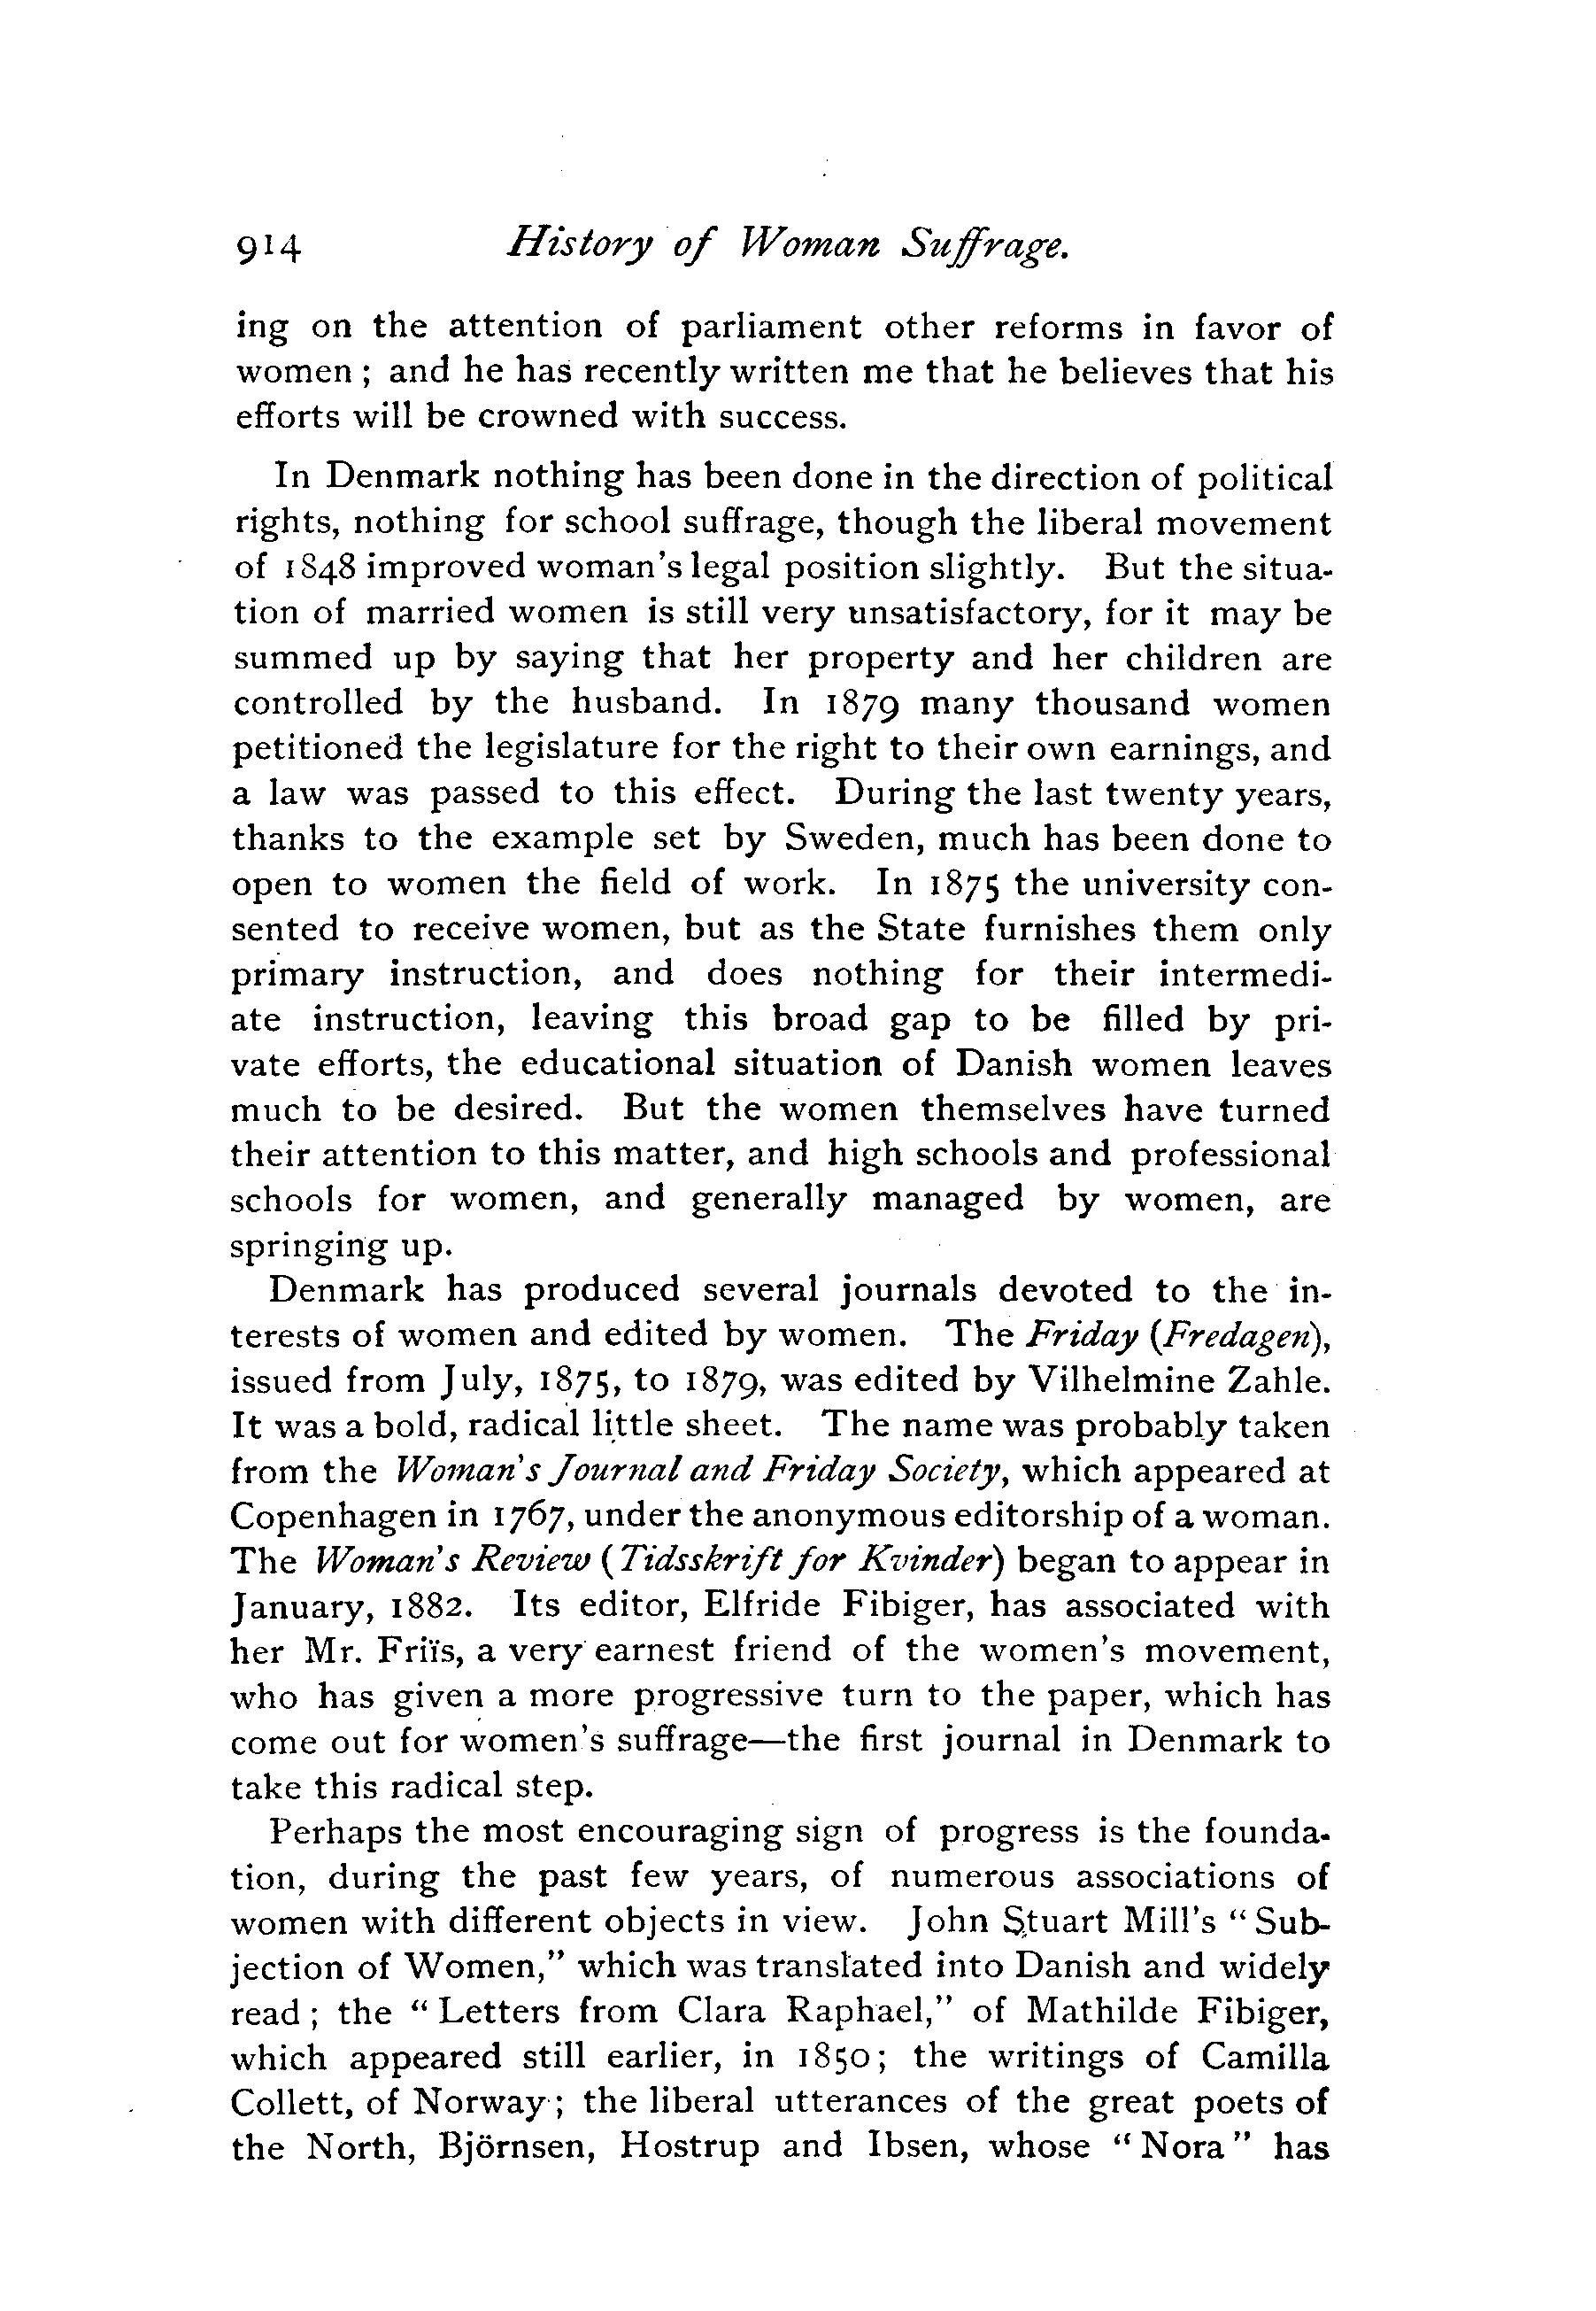 914 History of Woman Suffrage.
ing on the attention of parliament other reforms in favor of
women ; and he has recently written me that he believes that his
efforts will be crowned with success.
In Denmark nothing has been done in the direction of political
rights, nothing for school suffrage, though the liberal movement
of 1848 improved woman's legal position slightly. But the situa-
tion of married women is still very unsatisfactory, for it may be
summed up by saying that her property and her children are
controlled by the husband. In 1879 many thousand women
petitioned the legislature for the right to their own earnings, and
a law was passed to this effect. During the last twenty years,
thanks to the example set by Sweden, much has been done to
open to women the field of work. In 1875 the university con-
sented to receive women, but as the State furnishes them only
primary instruction, and does nothing for their intermedi-
ate instruction, leaving this broad gap to be filled by pri-
vate efforts, the educational situation of Danish women leaves
much to be desired. But the women themselves have turned
their attention to this matter, and high schools and professional
schools for women, and generally managed by women, are
springing up.
Denmark has produced several journals devoted to the in-
terests of women and edited by women. The Friday (Fredagen),
issued from July, 1875, to 1879, was edited by Vilhelmine Zahle.
It was a bold, radical little sheet. The name was probably taken
from the Woman's Journal and Friday Society, which appeared at
Copenhagen in 1767, under the anonymous editorship of a woman.
The Woman's Review (Tidsskrift for Kvinder) began to appear in
January, 1882. Its editor, Elfride Fibiger, has associated with
her Mr. Friïs, a very earnest friend of the women's movement,
who has given a more progressive turn to the paper, which has
come out for women's suffrage—the first journal in Denmark to
take this radical step.
Perhaps the most encouraging sign of progress is the founda-
tion, during the past few years, of numerous associations of
women with different objects in view. John Stuart Mill's "Sub-
jection of Women," which was translated into Danish and widely
read ; the "Letters from Clara Raphael," of Mathilde Fibiger,
which appeared still earlier, in 1850; the writings of Camilla
Collett, of Norway ; the liberal utterances of the great poets of
the North, Björnsen, Hostrup and Ibsen, whose "Nora" has